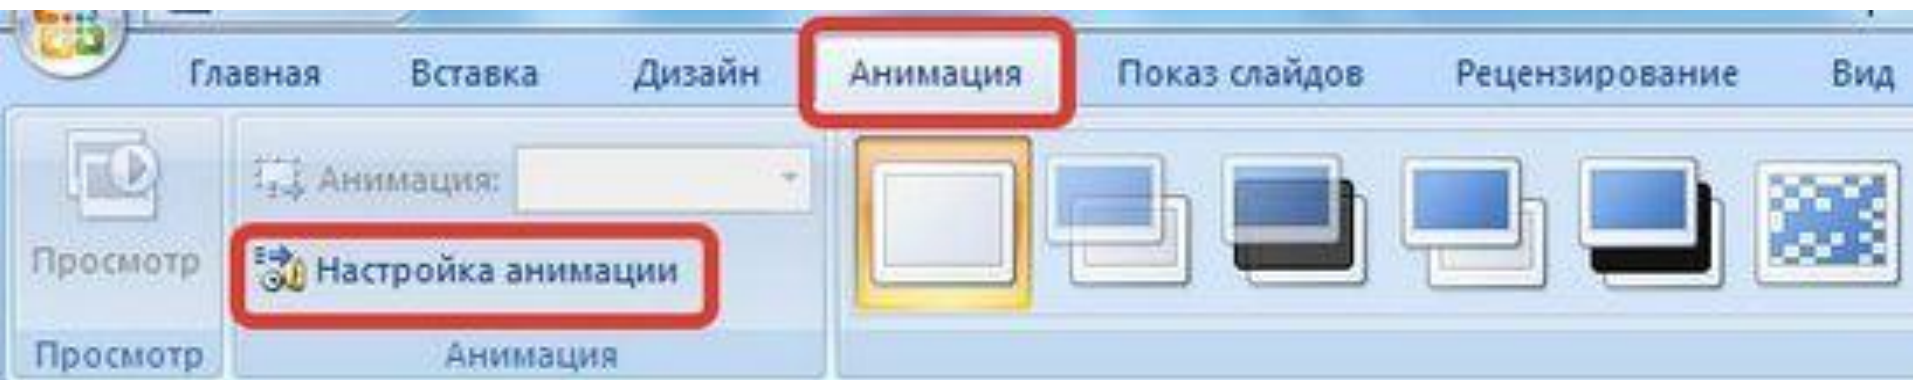 Главная Вставка Дизайн Анимация Показ слайдов Рецензирование Вид
Анимация:
Просмотр
Настройка анимации
Просмотр Анимация